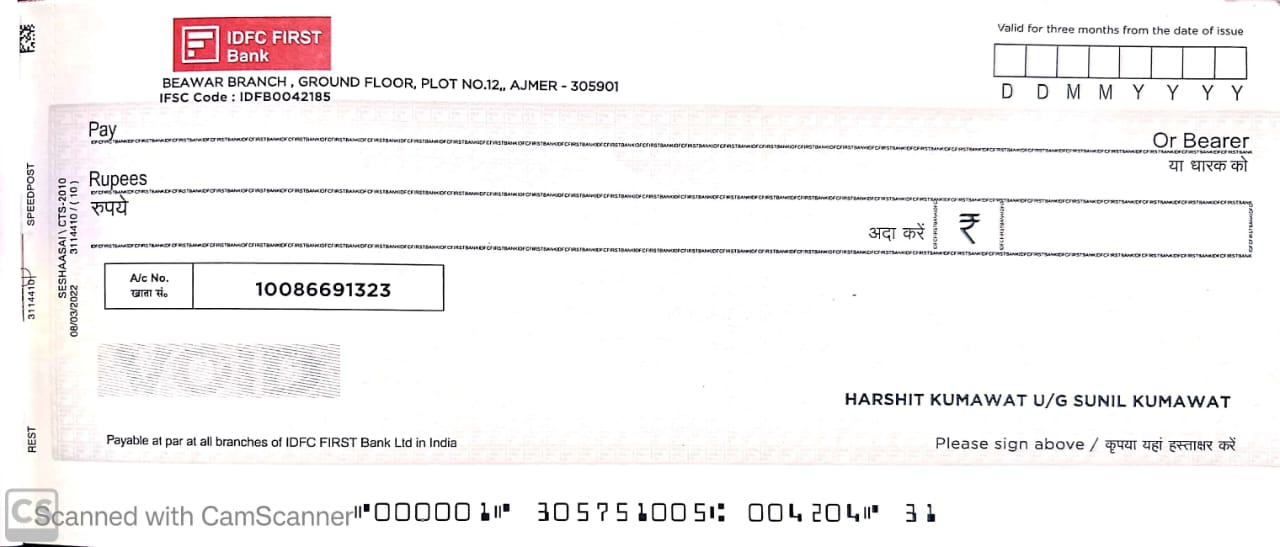 IDFC FIRST
Bank
BEAWAR BRANCH , GROUND FLOOR, PLOT NO.12,, AJMER - 305901
IFSC Code : IDFB0042185
Valid for three months from the date of issue
D D M M Y Y Y Y
Pay
Or Bearer
या धारक को
Rupees
रुपये
अदा करें ₹
A/c No.
खाता सं०
10086691323
VOID
HARSHIT KUMAWAT U/G SUNIL KUMAWAT
Payable at par at all branches of IDFC FIRST Bank Ltd in India
Please sign above / कृपया यहां हस्ताक्षर करें
SPEEDPOST
REST
SESHAASAI \ CTS-2010
08/03/2022 3114410 / ( 10 )
CS Scanned with CamScanner
⑈000001⑈ 305751005⑆ 004204⑈ 31